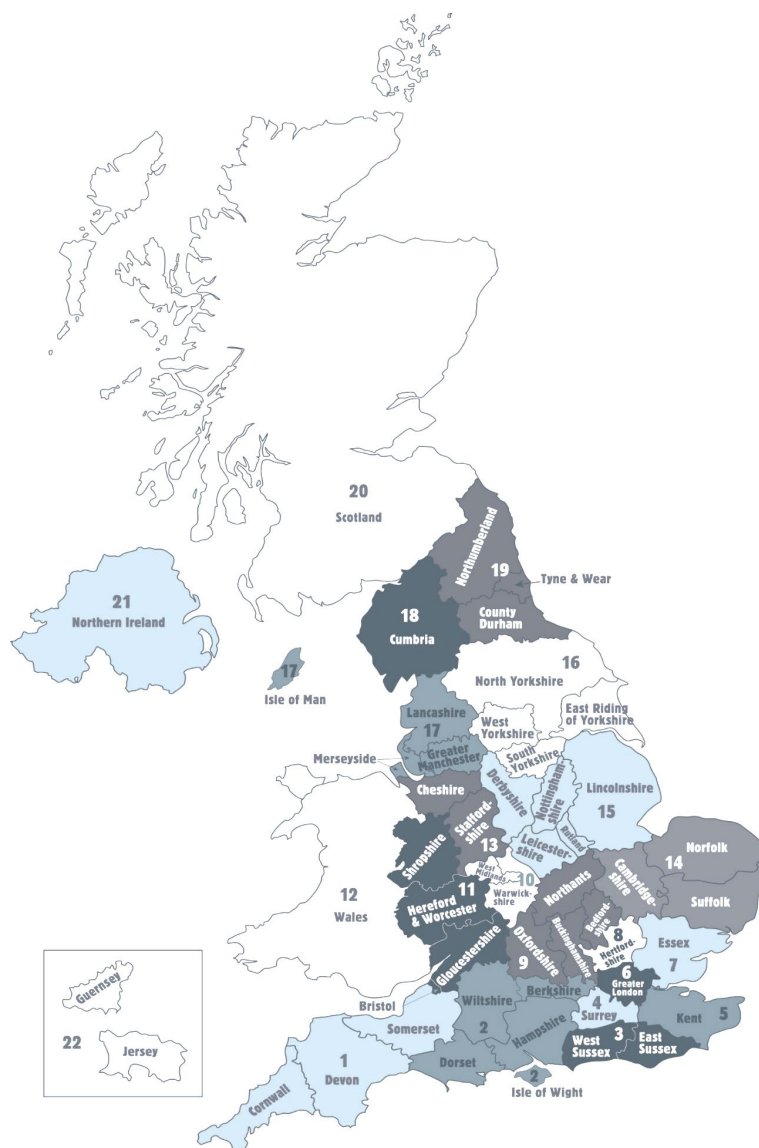 20
Scotland
Northumberland
19
Tyne & Wear
21
Northern Ireland
18
Cumbria
County
Durham
17
Isle of Man
16
North Yorkshire
Lancashire
17
West
Yorkshire
East Riding
of Yorkshire
Merseyside
Greater
Manchester
South
Yorkshire
Cheshire
Derbyshire
Nottingham-
shire
Lincolnshire
15
Stafford-
shire
13
Shropshire
Leicester-
shire
Rutland
Norfolk
14
Cambridge-
shire
Suffolk
West
Midlands
10
Warwick-
shire
12
Wales
11
Hereford
& Worcester
Northants
Bedford-
shire
Buckinghamshire
Oxfordshire
9
Gloucestershire
8
Hertford-
shire
Essex
7
6
Greater
London
Guernsey
22
Jersey
Bristol
Wiltshire
2
Berkshire
4
Surrey
Kent
5
Somerset
Hampshire
3
West
Sussex
East
Sussex
1
Devon
Dorset
2
Isle of Wight
Cornwall